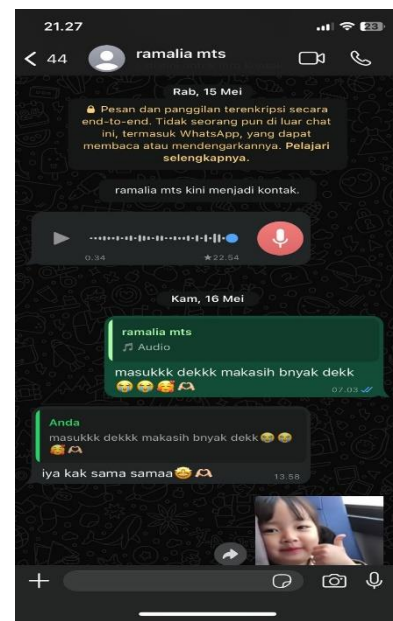 21.27
23
44
ramalia mts
Rab, 15 Mei
Pesan dan panggilan terenkripsi secara
end-to-end. Tidak seorang pun di luar chat
ini, termasuk WhatsApp, yang dapat
membaca atau mendengarkannya. Pelajari
selengkapnya.
ramalia mts kini menjadi kontak.
0.34
★22.54
Kam, 16 Mei
ramalia mts
🎵 Audio
masukkk dekkk makasih bnyak dekk
😭😭🥰🫶
07.03
Anda
masukkk dekkk makasih bnyak dekk😭😭
🥰🫶
iya kak sama samaa🤩🫶
13.58